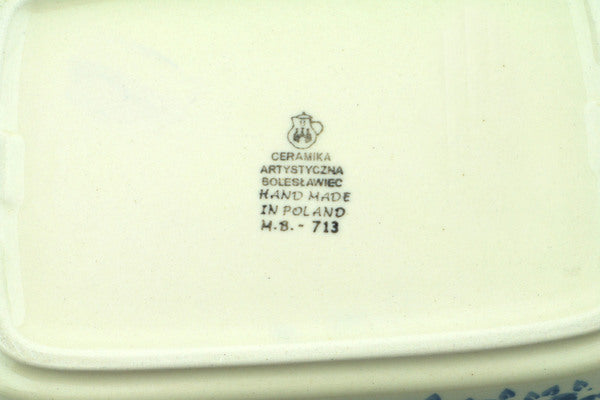 CERAMIKA
ARTYSTYCZNA
BOLESŁAWIEC
HAND MADE
IN POLAND
M.B. - 713